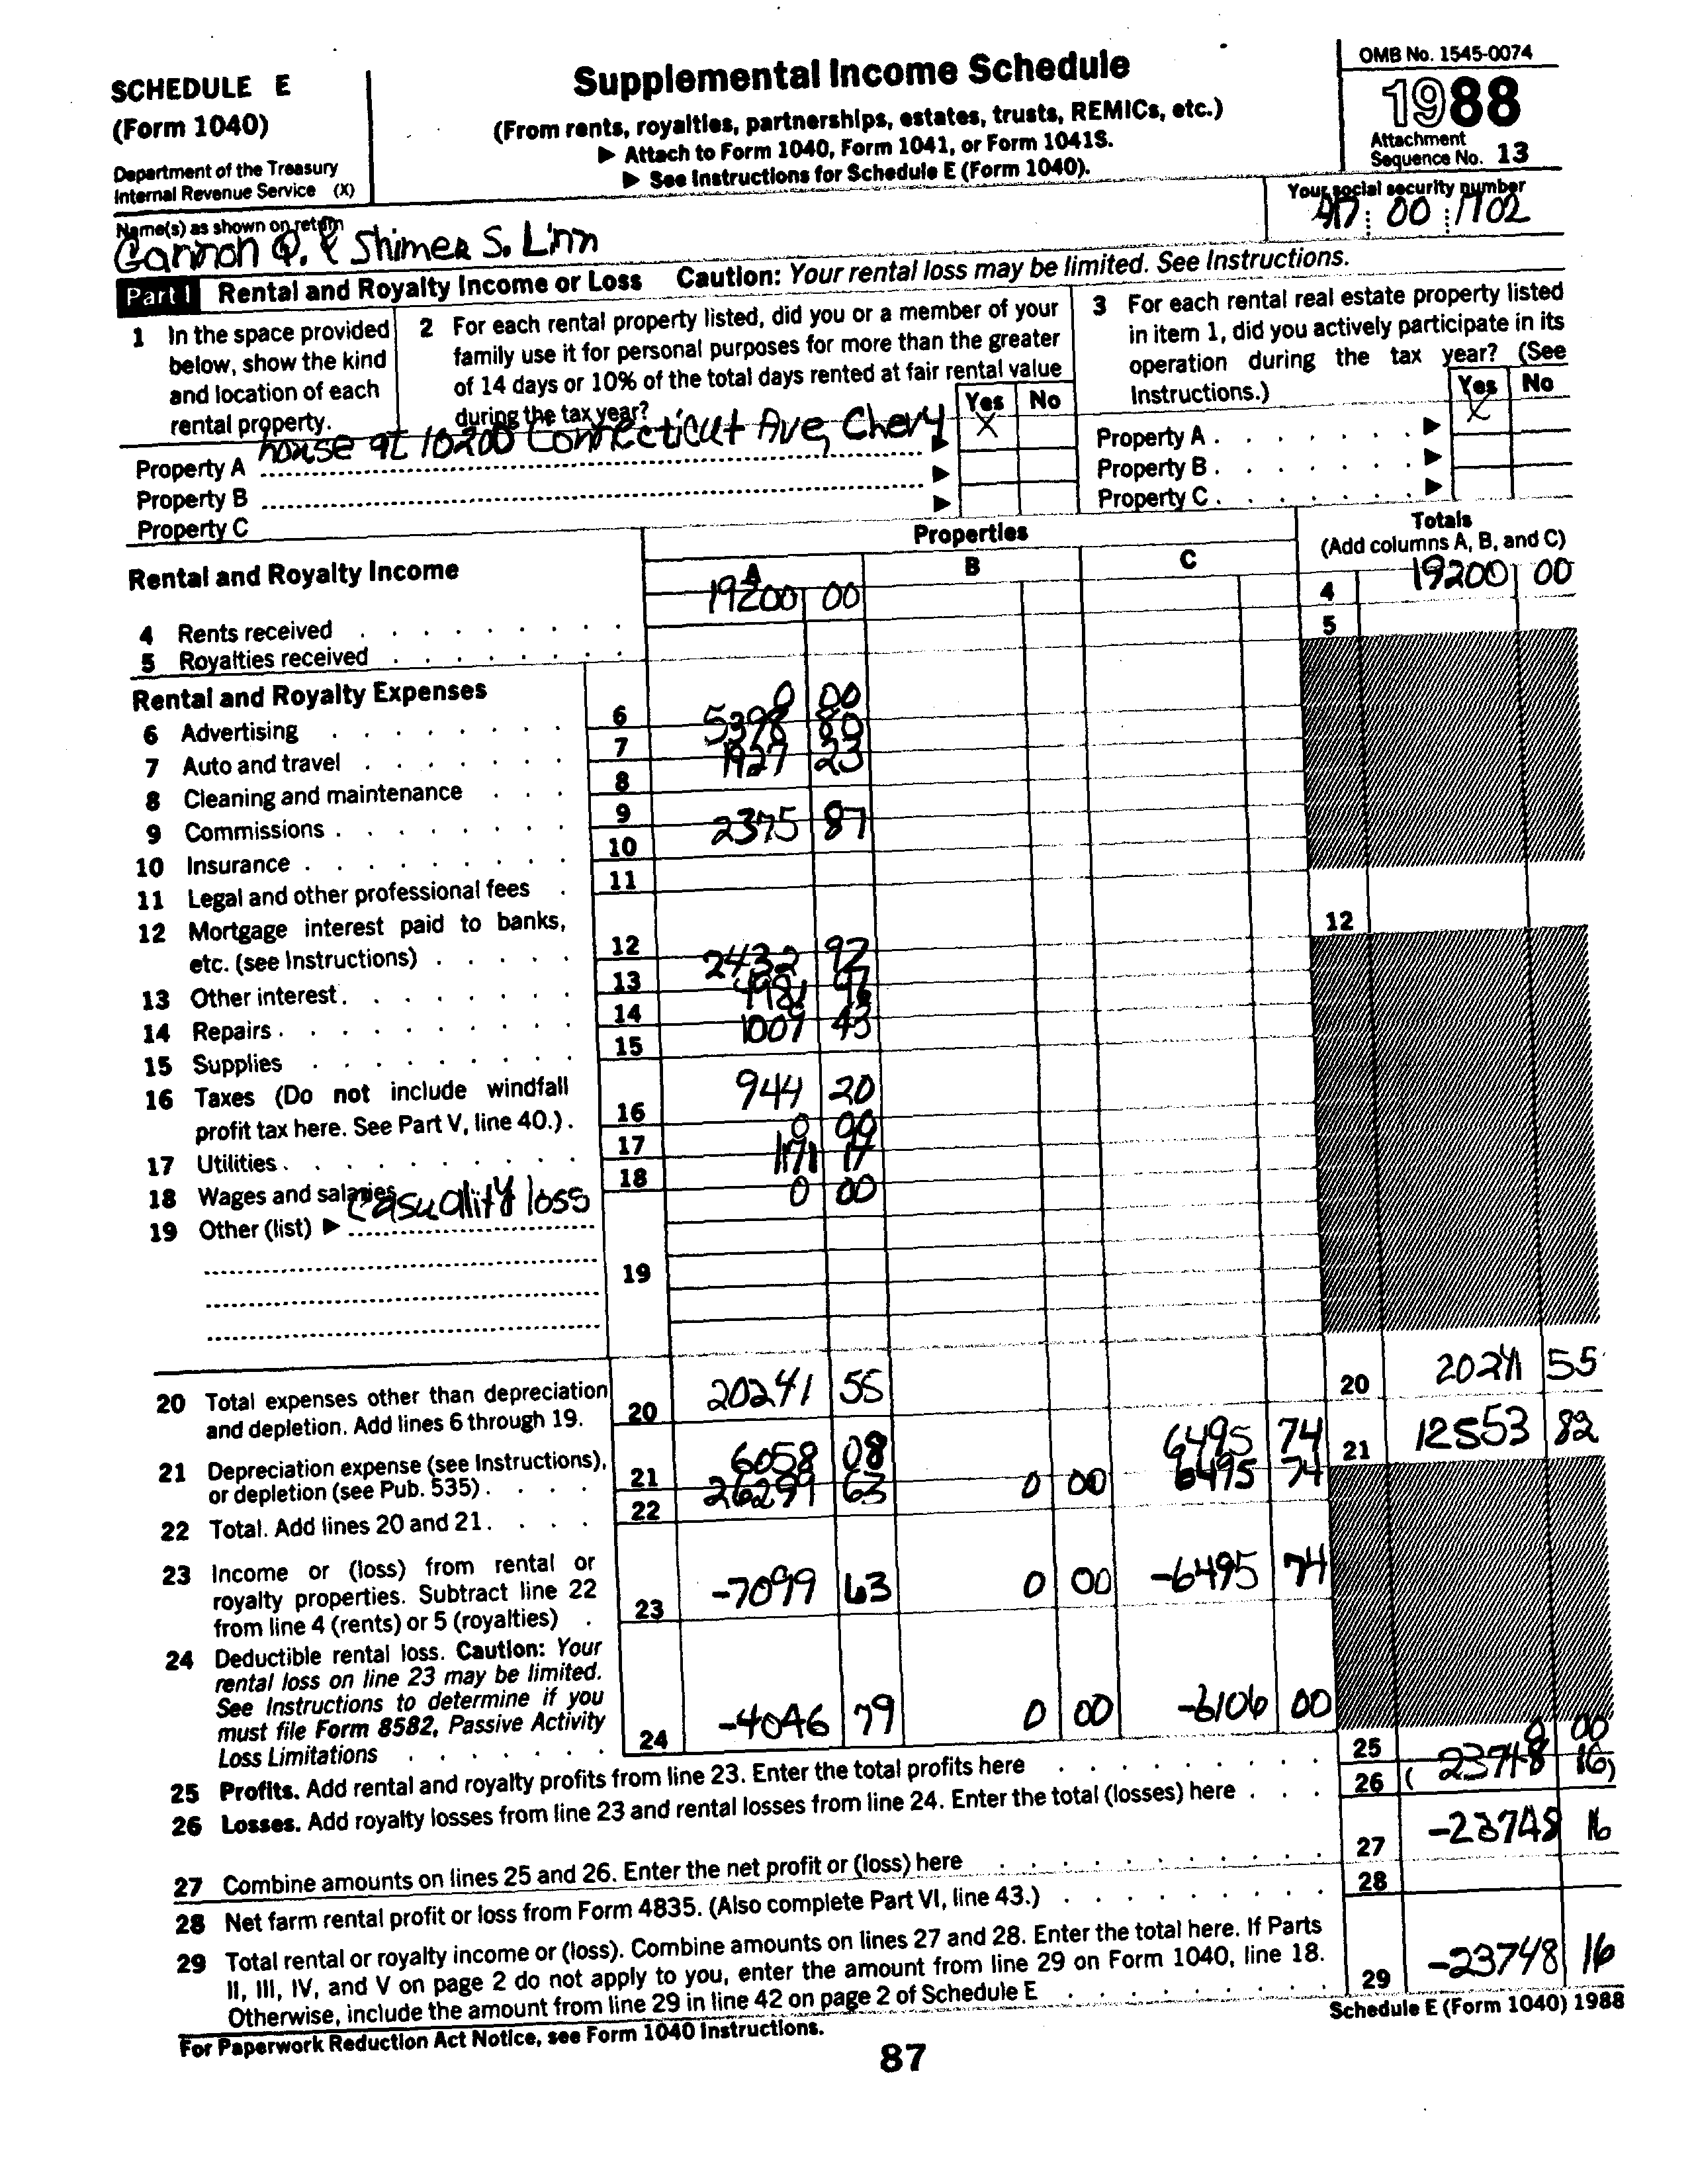 SCHEDULE E
(Form 1040)
Department of the Treasury
Internal Revenue Service (X)
Supplemental Income Schedule
(From rents, royalties, partnerships, estates, trusts, REMICs, etc.)
▶ Attach to Form 1040, Form 1041, or Form 1041S.
▶ See Instructions for Schedule E (Form 1040).
OMB No. 1545-0074
1988
Attachment
Sequence No. 13
Name(s) as shown on return
Gannon Q. & Shimea S. Linn
Your social security number
00 1702
Part I Rental and Royalty Income or Loss Caution: Your rental loss may be limited. See Instructions.
1 In the space provided
below, show the kind
and location of each
rental property.
2 For each rental property listed, did you or a member of your
family use it for personal purposes for more than the greater
of 14 days or 10% of the total days rented at fair rental value
during the tax year?
Yes No
3 For each rental real estate property listed
in item 1, did you actively participate in its
operation during the tax year? (See
Instructions.)
Yes No
Property A house at 10200 Connecticut Ave, Chevy ▶ X
Property B ▶
Property C ▶
Property A . . . . . . . ▶ X
Property B . . . . . . . ▶
Property C . . . . . . . ▶
Rental and Royalty Income
Properties
A B C
Totals
(Add columns A, B, and C)
4 Rents received 19200 00 4 19200 00
5 Royalties received 5
Rental and Royalty Expenses
6 Advertising 6 0 00
7 Auto and travel 7 5398 80
8 Cleaning and maintenance 8 1927 23
9 Commissions 9
10 Insurance 10 2375 87
11 Legal and other professional fees 11
12 Mortgage interest paid to banks,
etc. (see Instructions) 12 12
13 Other interest 13 2432 92
14 Repairs 14 4981
15 Supplies 15 1009 43
16 Taxes (Do not include windfall
profit tax here. See Part V, line 40.) 16 944 20
17 Utilities 17 0 00
18 Wages and salaries 18 1171 17
19 Other (list) ▶ casuality loss 0 00
19
20 Total expenses other than depreciation
and depletion. Add lines 6 through 19. 20 20241 55 20 20241 55
21 Depreciation expense (see Instructions),
or depletion (see Pub. 535) 21 6058 08 6495 74 21 12553 82
22 Total. Add lines 20 and 21. 22 26299 63 0 00 6495 74
23 Income or (loss) from rental or
royalty properties. Subtract line 22
from line 4 (rents) or 5 (royalties) 23 -7099 63 0 00 -6495 74
24 Deductible rental loss. Caution: Your
rental loss on line 23 may be limited.
See Instructions to determine if you
must file Form 8582, Passive Activity
Loss Limitations 24 -4046 79 0 00 -6106 00
25 Profits. Add rental and royalty profits from line 23. Enter the total profits here 25 0 00
26 Losses. Add royalty losses from line 23 and rental losses from line 24. Enter the total (losses) here 26 (23748 16)
27 Combine amounts on lines 25 and 26. Enter the net profit or (loss) here 27 -23748 16
28 Net farm rental profit or loss from Form 4835. (Also complete Part VI, line 43.) 28
29 Total rental or royalty income or (loss). Combine amounts on lines 27 and 28. Enter the total here. If Parts
II, III, IV, and V on page 2 do not apply to you, enter the amount from line 29 on Form 1040, line 18.
Otherwise, include the amount from line 29 in line 42 on page 2 of Schedule E 29 -23748 16
For Paperwork Reduction Act Notice, see Form 1040 Instructions.
Schedule E (Form 1040) 1988
87